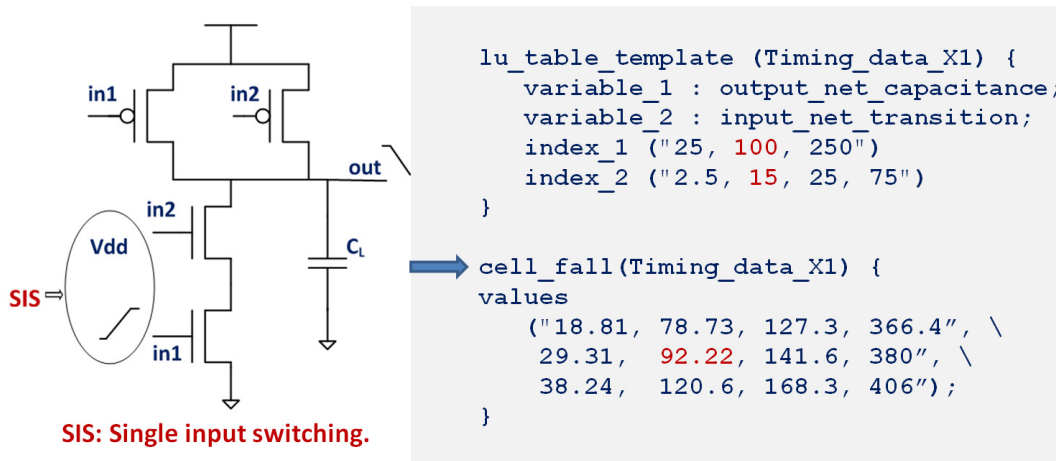 in1
in2
out
in2
Vdd
C_L
SIS
in1
SIS: Single input switching.
lu_table_template (Timing_data_X1) {
variable_1 : output_net_capacitance;
variable_2 : input_net_transition;
index_1 ("25, 100, 250")
index_2 ("2.5, 15, 25, 75")
}
cell_fall(Timing_data_X1) {
values
("18.81, 78.73, 127.3, 366.4”, \
29.31, 92.22, 141.6, 380”, \
38.24, 120.6, 168.3, 406”);
}